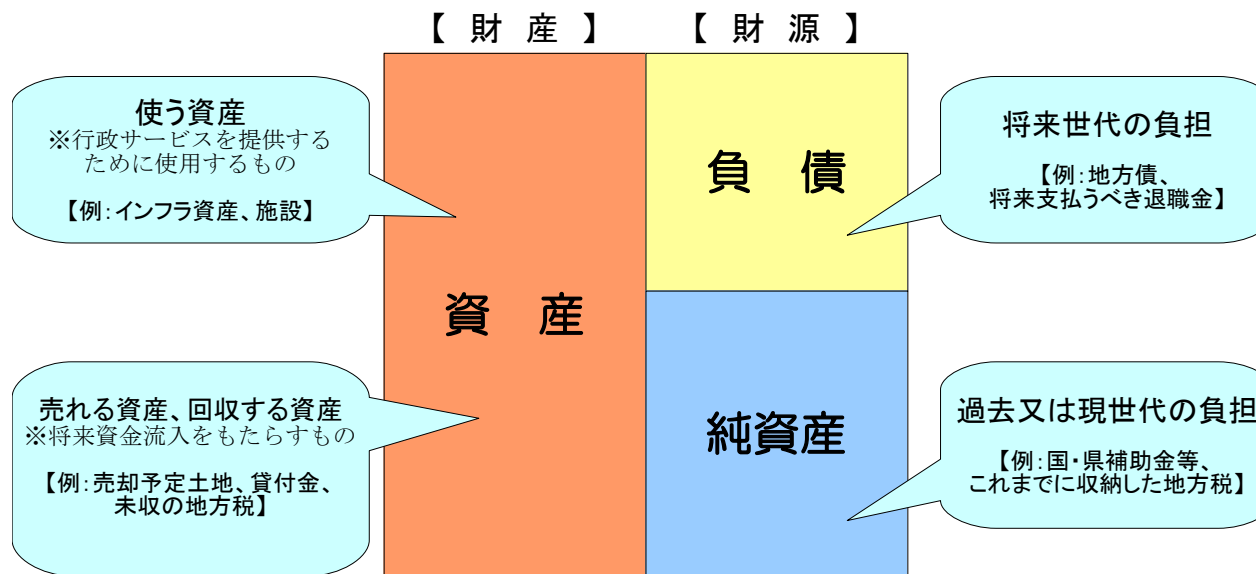 【 財 産 】 【 財 源 】
使う資産
※行政サービスを提供する
ために使用するもの
【例：インフラ資産、施設】
売れる資産、回収する資産
※将来資金流入をもたらすもの
【例：売却予定土地、貸付金、
未収の地方税】
資 産
負 債
純資産
将来世代の負担
【例：地方債、
将来支払うべき退職金】
過去又は現世代の負担
【例：国・県補助金等、
これまでに収納した地方税】